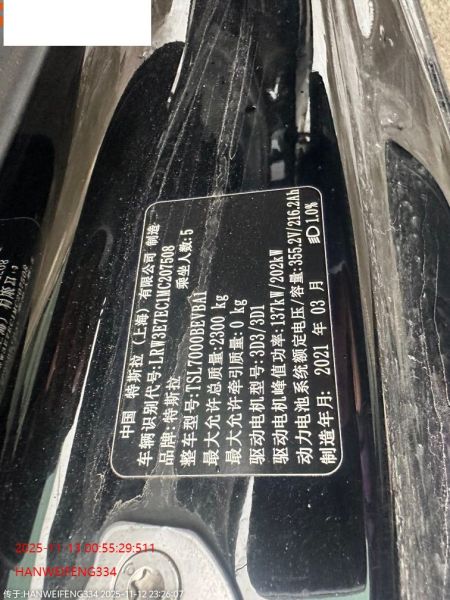 中国 特斯拉 (上海) 有限公司 制造
车辆识别代号:LRW3E7EC1MC207508
品牌:特斯拉 乘坐人数:5
整车型号:TSL7000BEVBA1
最大允许总质量:2300 kg
最大允许牵引质量:0 kg
驱动电机型号:3D3/3D1
驱动电机峰值功率:137kW/202kW
动力电池系统额定电压/容量:355.2V/216.2Ah
制造年月: 2021 年 03 月 1.0%
2025-11-13 00:55:29:511
HANWEIFENG334
传于:HANWEIFENG334 2025-11-12 23:26:07